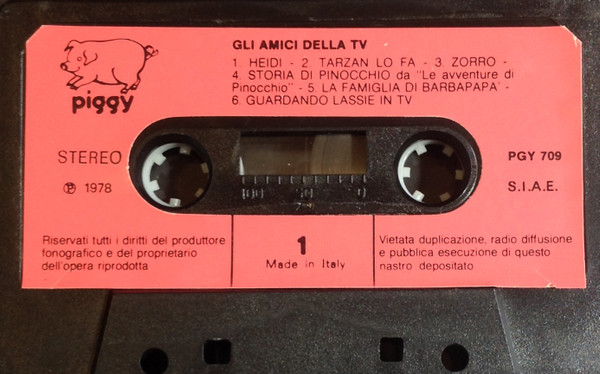 GLI AMICI DELLA TV
1. HEIDI - 2. TARZAN LO FA - 3. ZORRO -
4. STORIA DI PINOCCHIO da "Le avventure di
Pinocchio" - 5. LA FAMIGLIA DI BARBAPAPA' -
6. GUARDANDO LASSIE IN TV
piggy
STEREO
℗ 1978
100 50 0
PGY 709
S.I.A.E.
Riservati tutti i diritti del produttore
fonografico e del proprietario
dell'opera riprodotta
1
Made in Italy
Vietata duplicazione, radio diffusione
e pubblica esecuzione di questo
nastro depositato